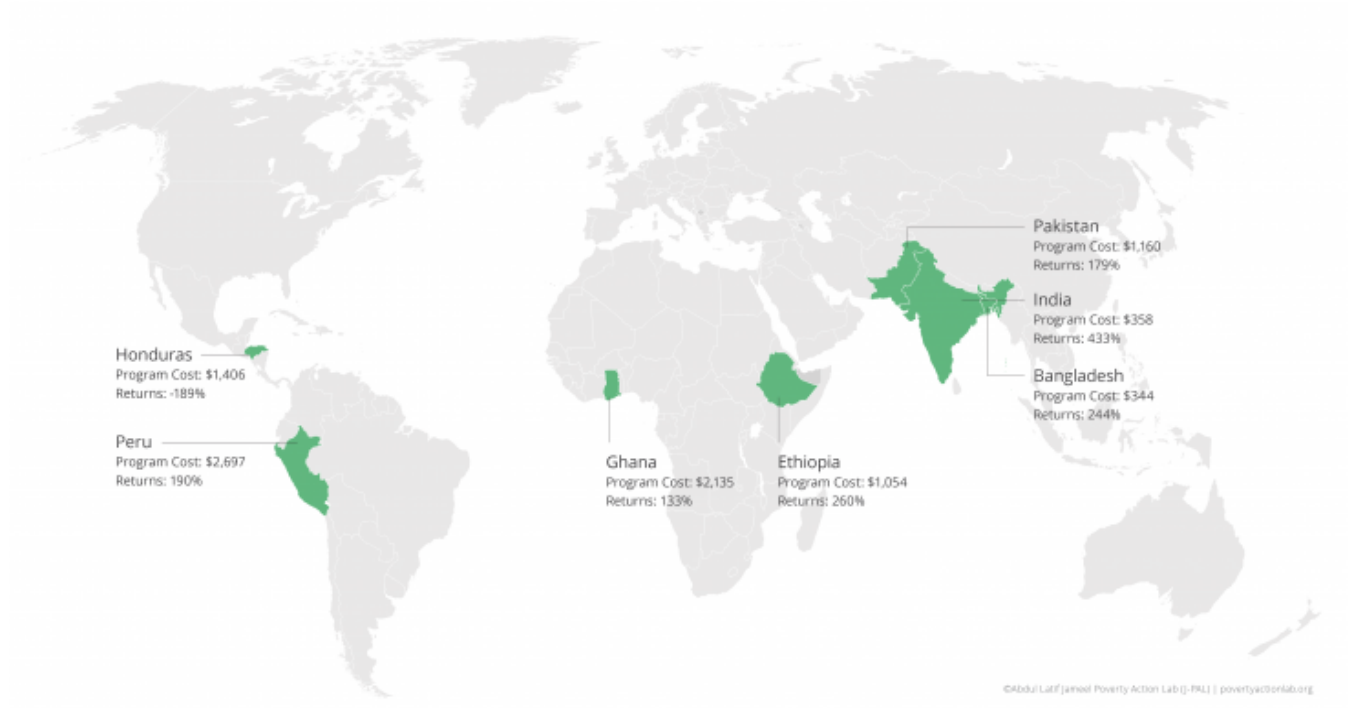 Pakistan
Program Cost: $1,160
Returns: 179%
India
Program Cost: $358
Returns: 433%
Bangladesh
Program Cost: $344
Returns: 244%
Honduras
Program Cost: $1,406
Returns: -189%
Peru
Program Cost: $2,697
Returns: 190%
Ghana
Program Cost: $2,135
Returns: 133%
Ethiopia
Program Cost: $1,054
Returns: 260%
©Abdul Latif Jameel Poverty Action Lab (J-PAL) | povertyactionlab.org